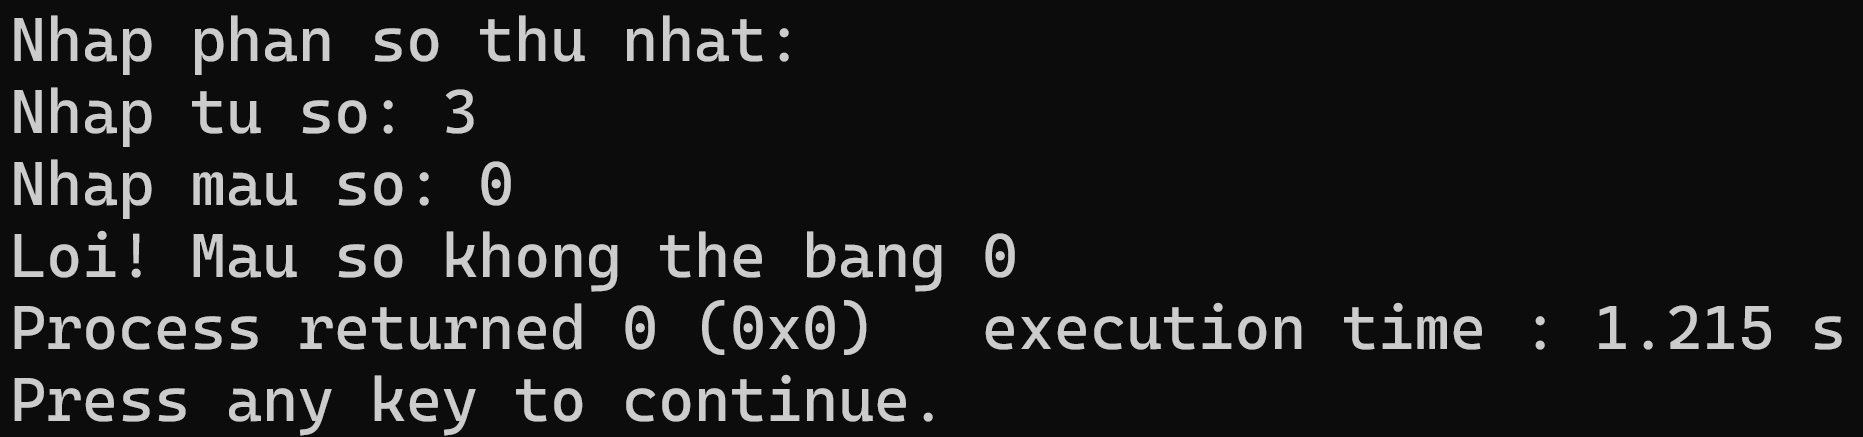 Nhap phan so thu nhat:
Nhap tu so: 3
Nhap mau so: 0
Loi! Mau so khong the bang 0
Process returned 0 (0x0)   execution time : 1.215 s
Press any key to continue.